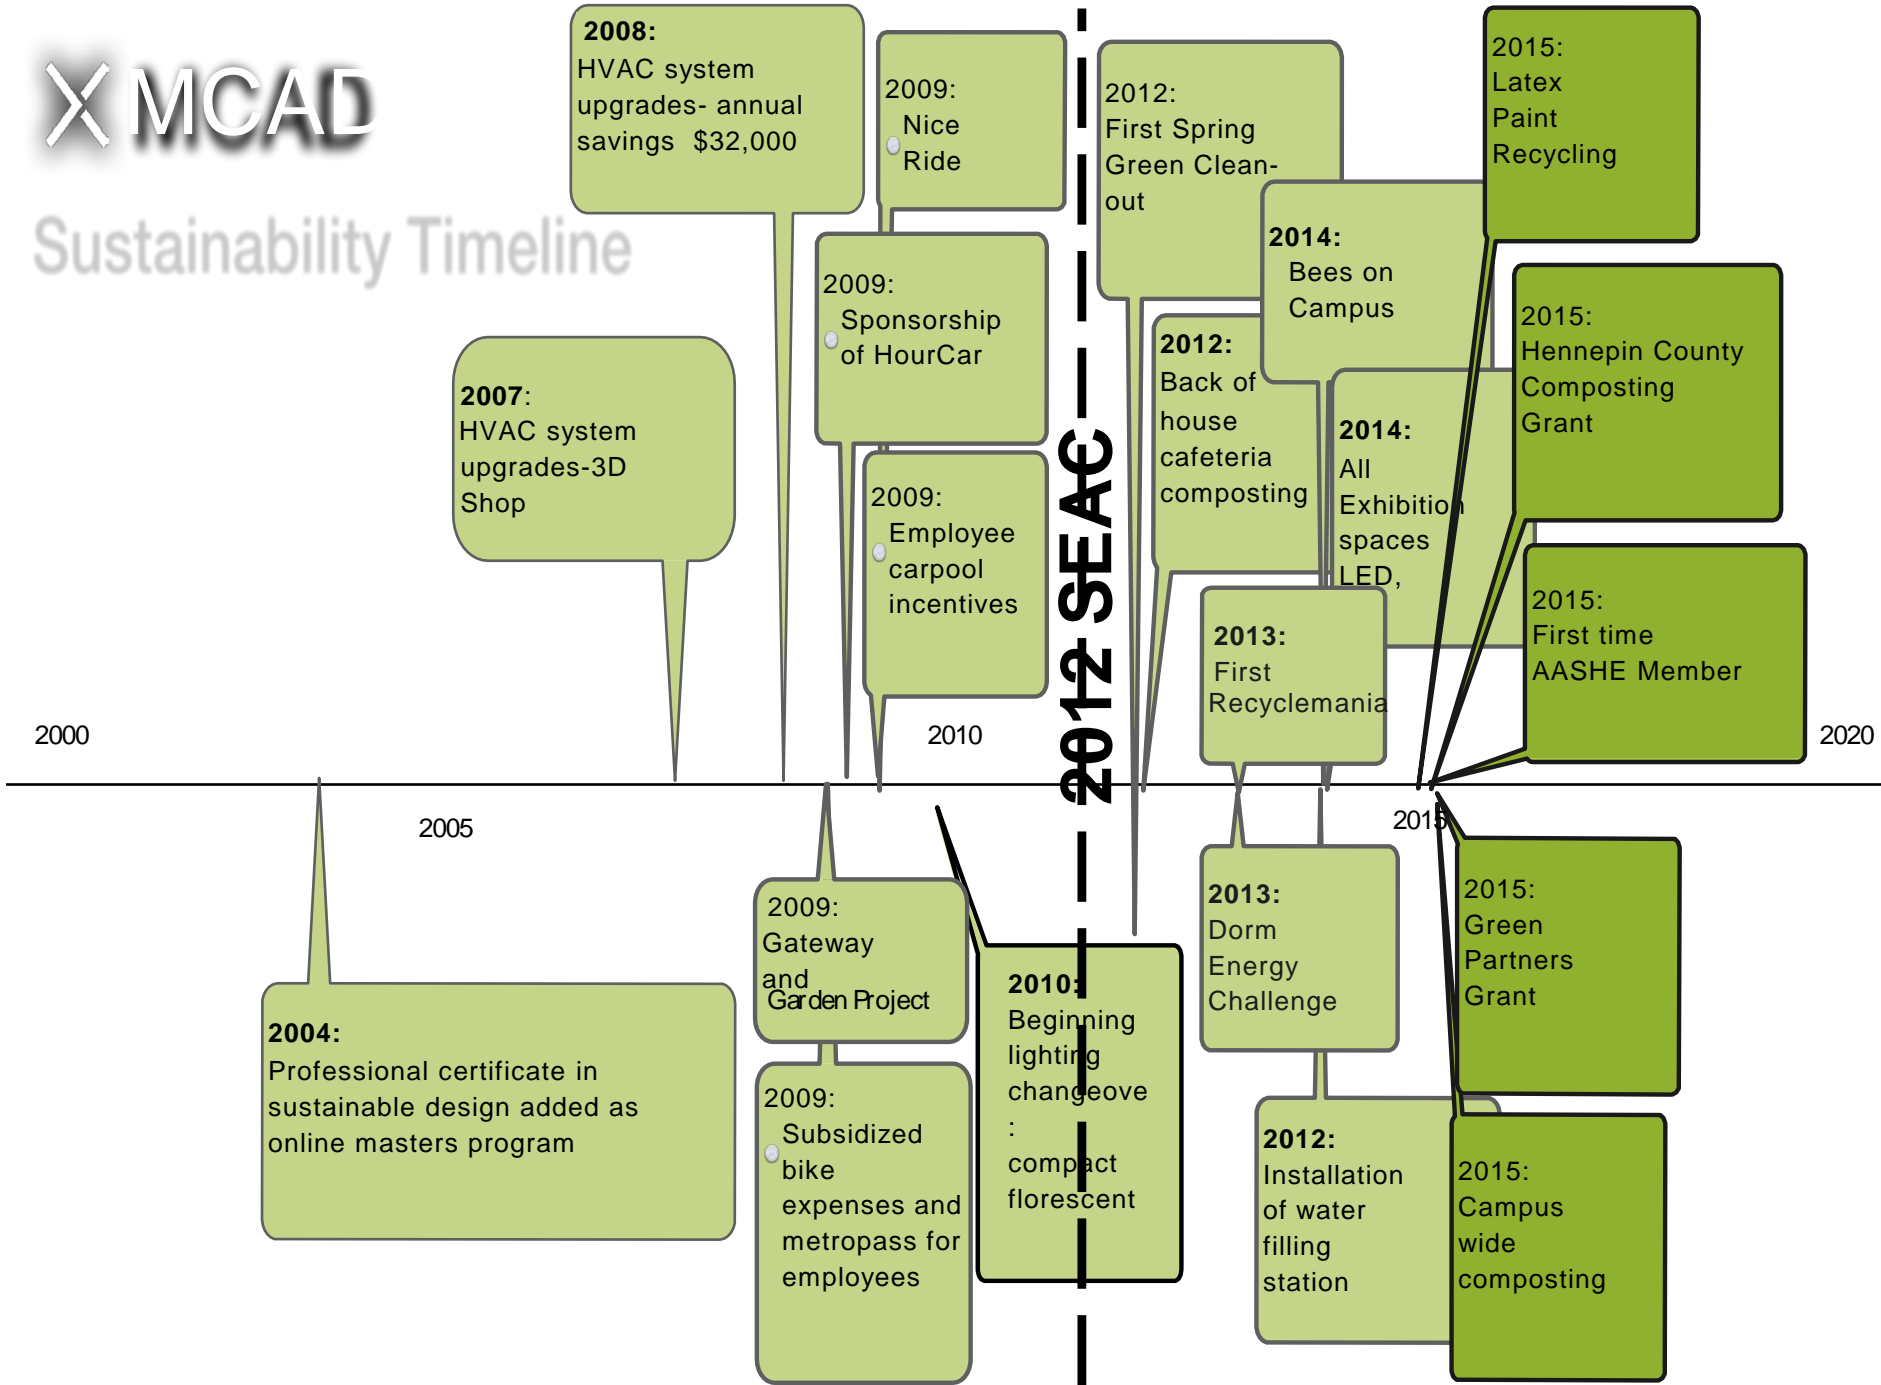 X MCAD
Sustainability Timeline
2008:
HVAC system
upgrades- annual
savings $32,000
2009:
Nice
Ride
2012:
First Spring
Green Clean-
out
2015:
Latex
Paint
Recycling
2009:
Sponsorship
of HourCar
2014:
Bees on
Campus
2015:
Hennepin County
Composting
Grant
2007:
HVAC system
upgrades-3D
Shop
2012:
Back of
house
cafeteria
composting
2009:
Employee
carpool
incentives
2014:
All
Exhibition
spaces
LED,
2012 SEAC
2013:
First
Recyclemania
2015:
First time
AASHE Member
2000
2010
2020
2005
2015
2009:
Gateway
and
Garden Project
2004:
Professional certificate in
sustainable design added as
online masters program
2009:
Subsidized
bike
expenses and
metropass for
employees
2010:
Beginning
lighting
changeove
:
compact
florescent
2013:
Dorm
Energy
Challenge
2015:
Green
Partners
Grant
2012:
Installation
of water
filling
station
2015:
Campus
wide
composting